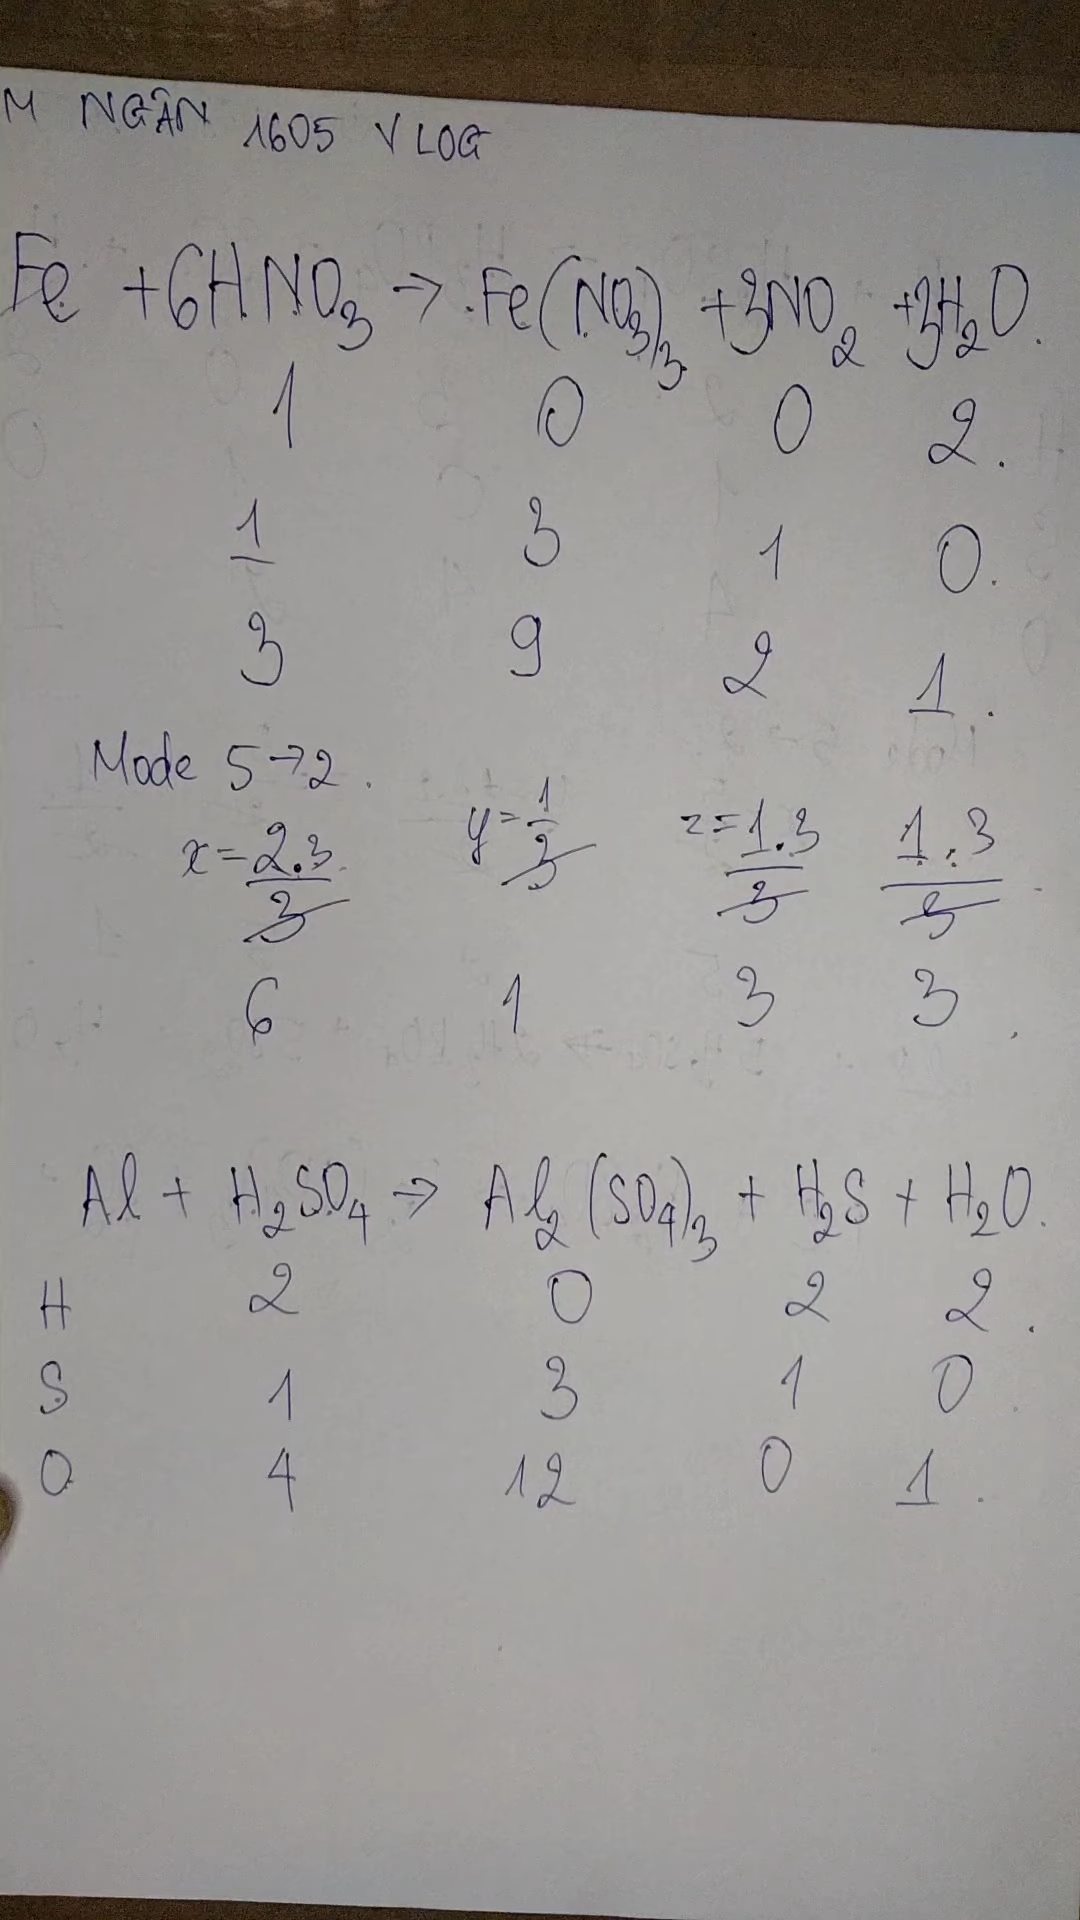 M NGÂN 1605 VLOG
Fe + 6HNO3 → Fe(NO3)3 + 3NO2 + 3H2O.
1 0 0 2.
1 3 1 0.
3 9 2 1.
Mode 5→2.
x = 2.3/3 y = 1/3 z = 1.3/3 1.3/3
6 1 3 3.
Al + H2SO4 → Al2(SO4)3 + H2S + H2O.
H 2 0 2 2.
S 1 3 1 0.
O 4 12 0 1.